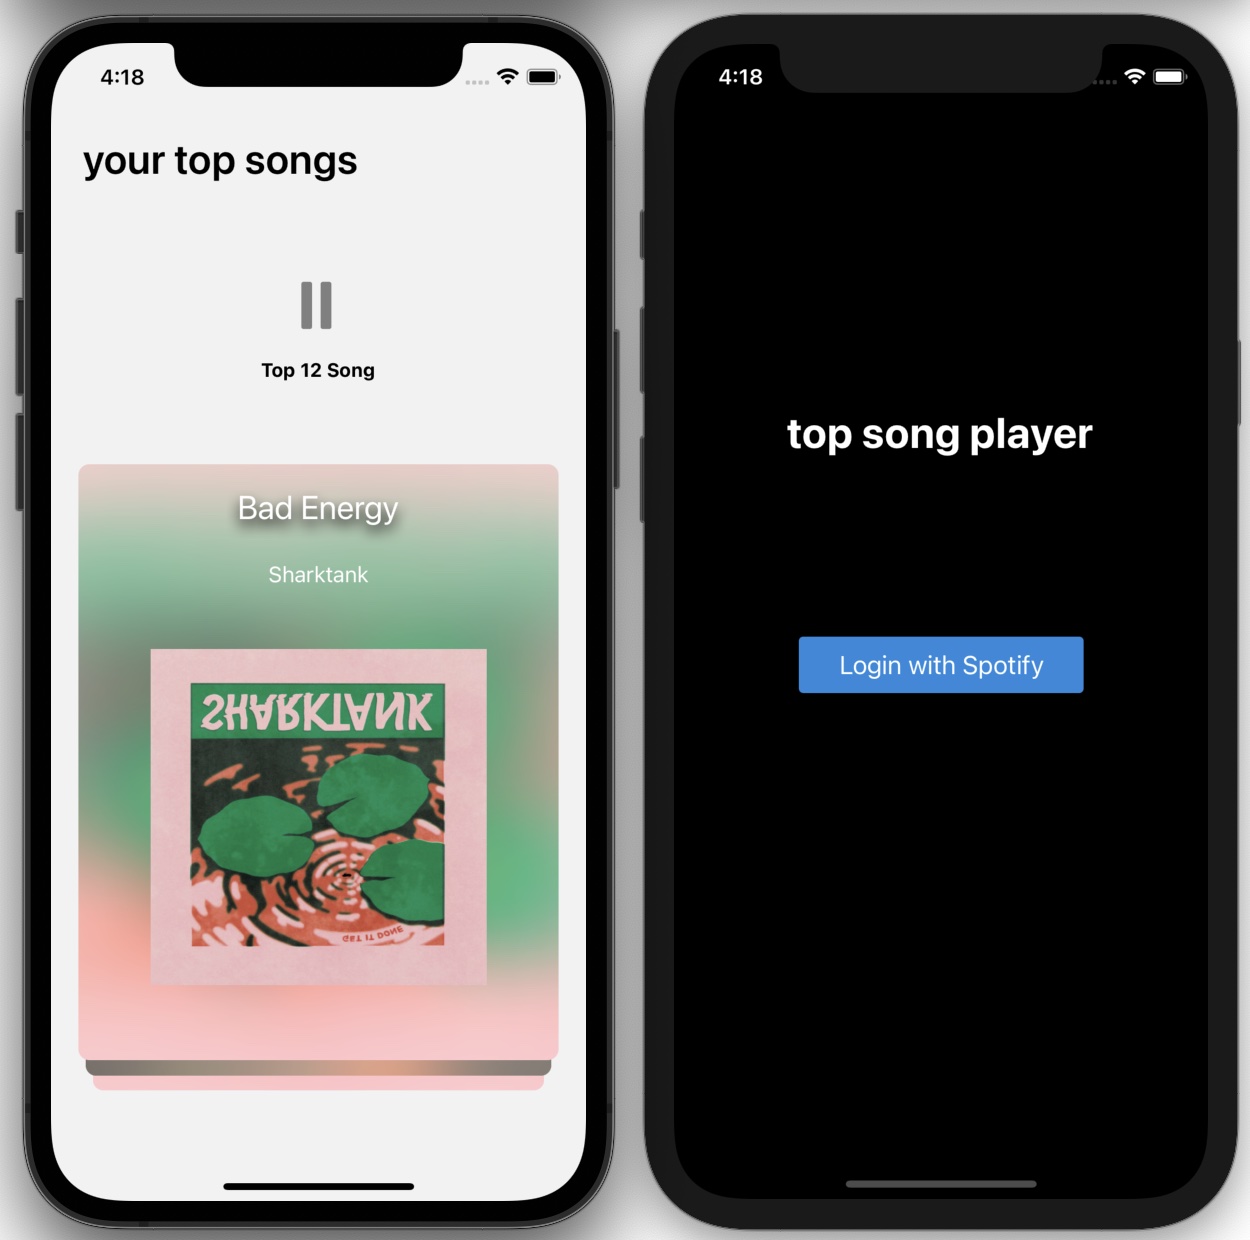 4:18
your top songs
Top 12 Song
Bad Energy
Sharktank
SHARKTANK
GET IT DONE
4:18
top song player
Login with Spotify